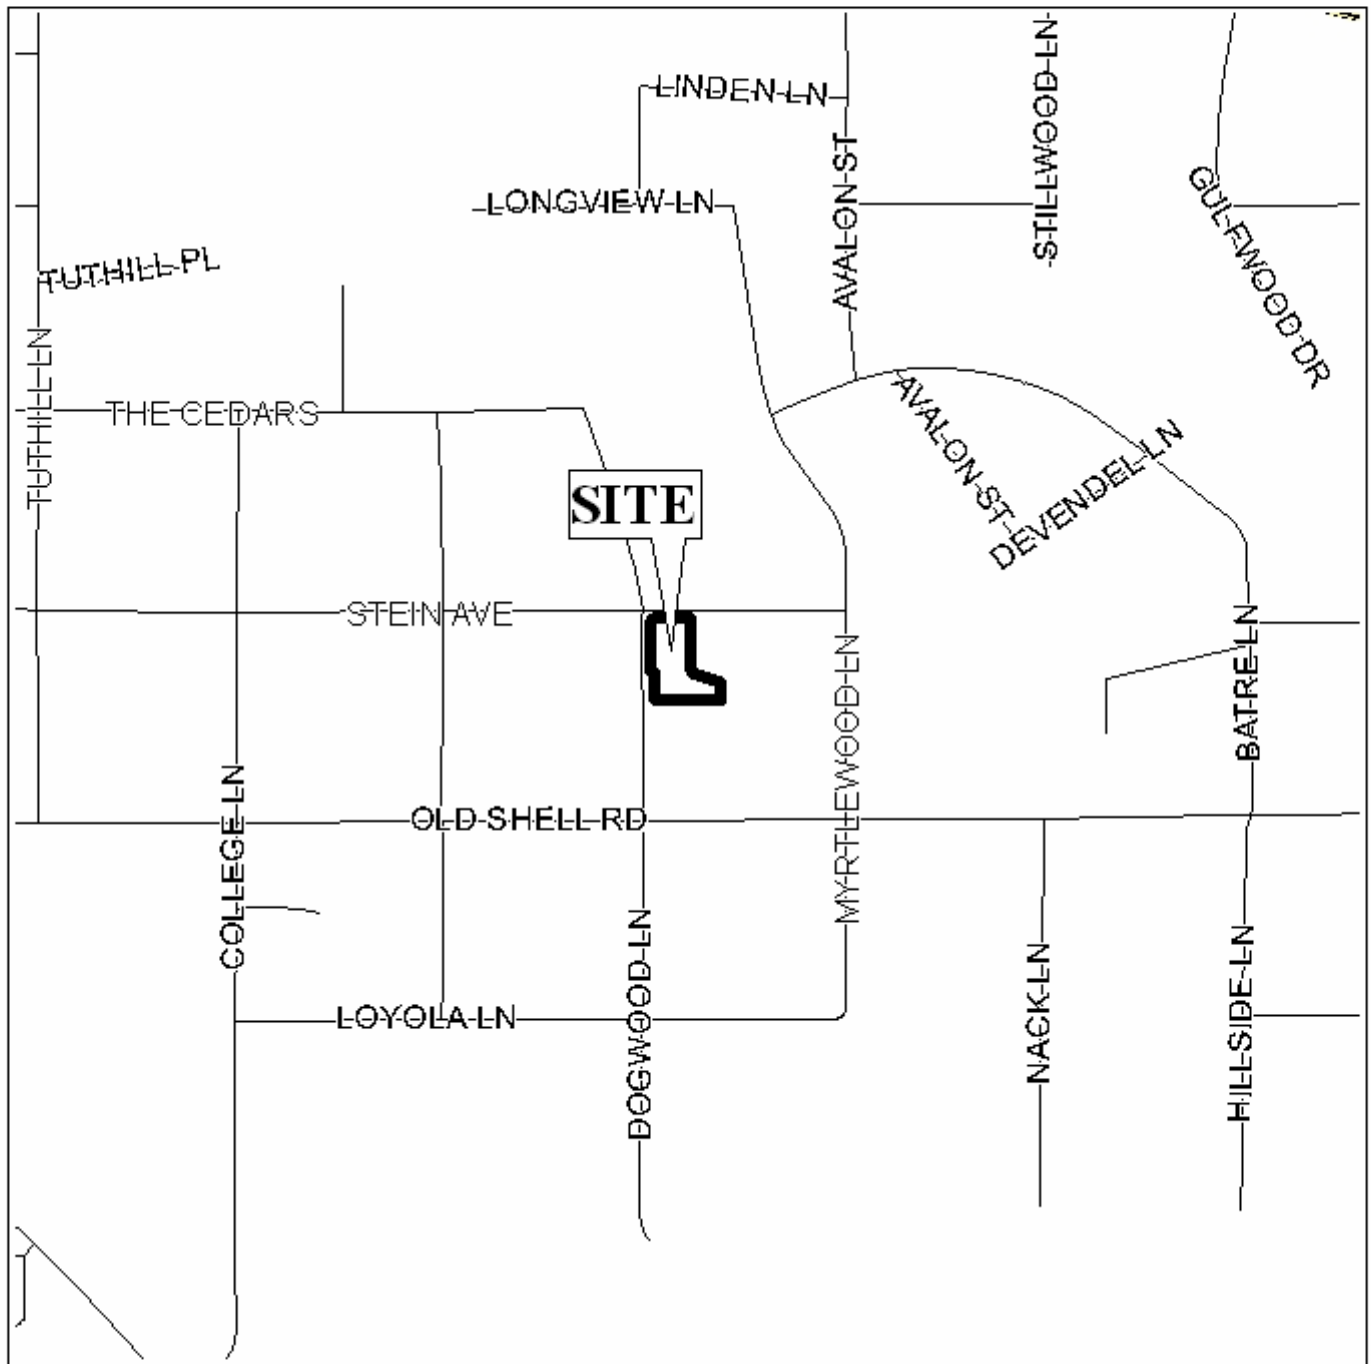 LINDEN LN
STILLWOOD LN
AVALON ST
LONGVIEW LN
GULFWOOD DR
TUTHILL PL
TUTHILL LN
THE CEDARS
AVALON ST
DEVENDEL LN
SITE
STEIN AVE
MYRTLEWOOD LN
BATRE LN
OLD SHELL RD
COLLEGE LN
DOGWOOD LN
NACK LN
HILLSIDE LN
LOYOLA LN